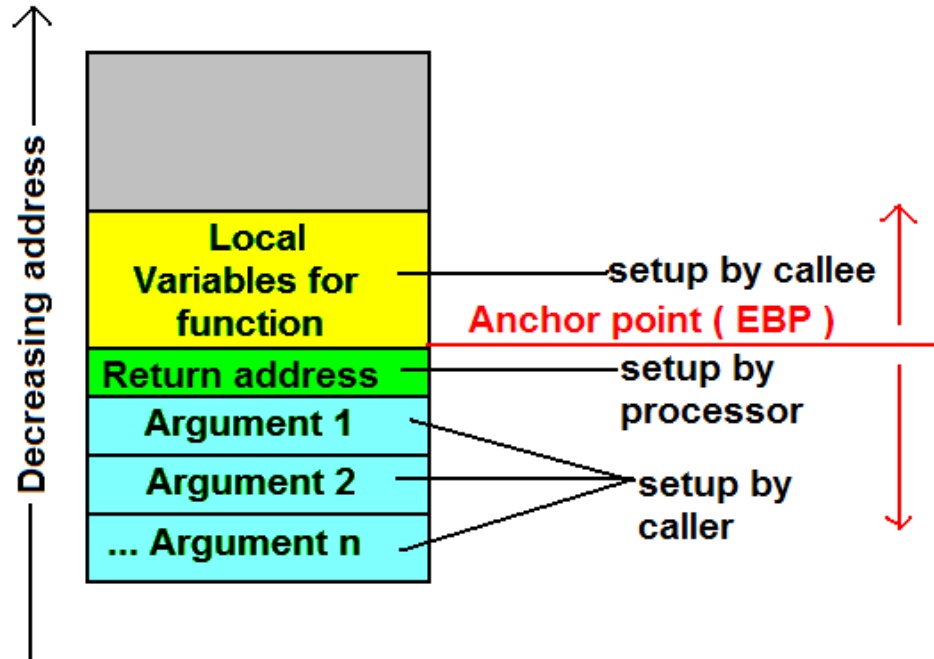 Decreasing address
Local
Variables for
function
setup by callee
Anchor point ( EBP )
Return address
setup by
processor
Argument 1
Argument 2
... Argument n
setup by
caller